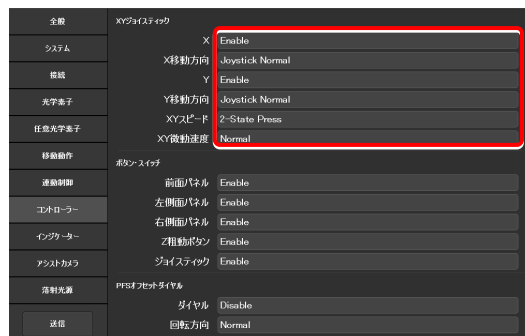 全般
システム
接続
光学素子
任意光学素子
移動動作
連動制御
コントローラー
インジケーター
アシストカメラ
落射光源
送信
XYジョイスティック
X Enable
X移動方向 Joystick Normal
Y Enable
Y移動方向 Joystick Normal
XYスピード 2-State Press
XY微動速度 Normal
ボタン・スイッチ
前面パネル Enable
左側面パネル Enable
右側面パネル Enable
Z粗動ボタン Enable
ジョイスティック Enable
PFSオフセットダイヤル
ダイヤル Disable
回転方向 Normal